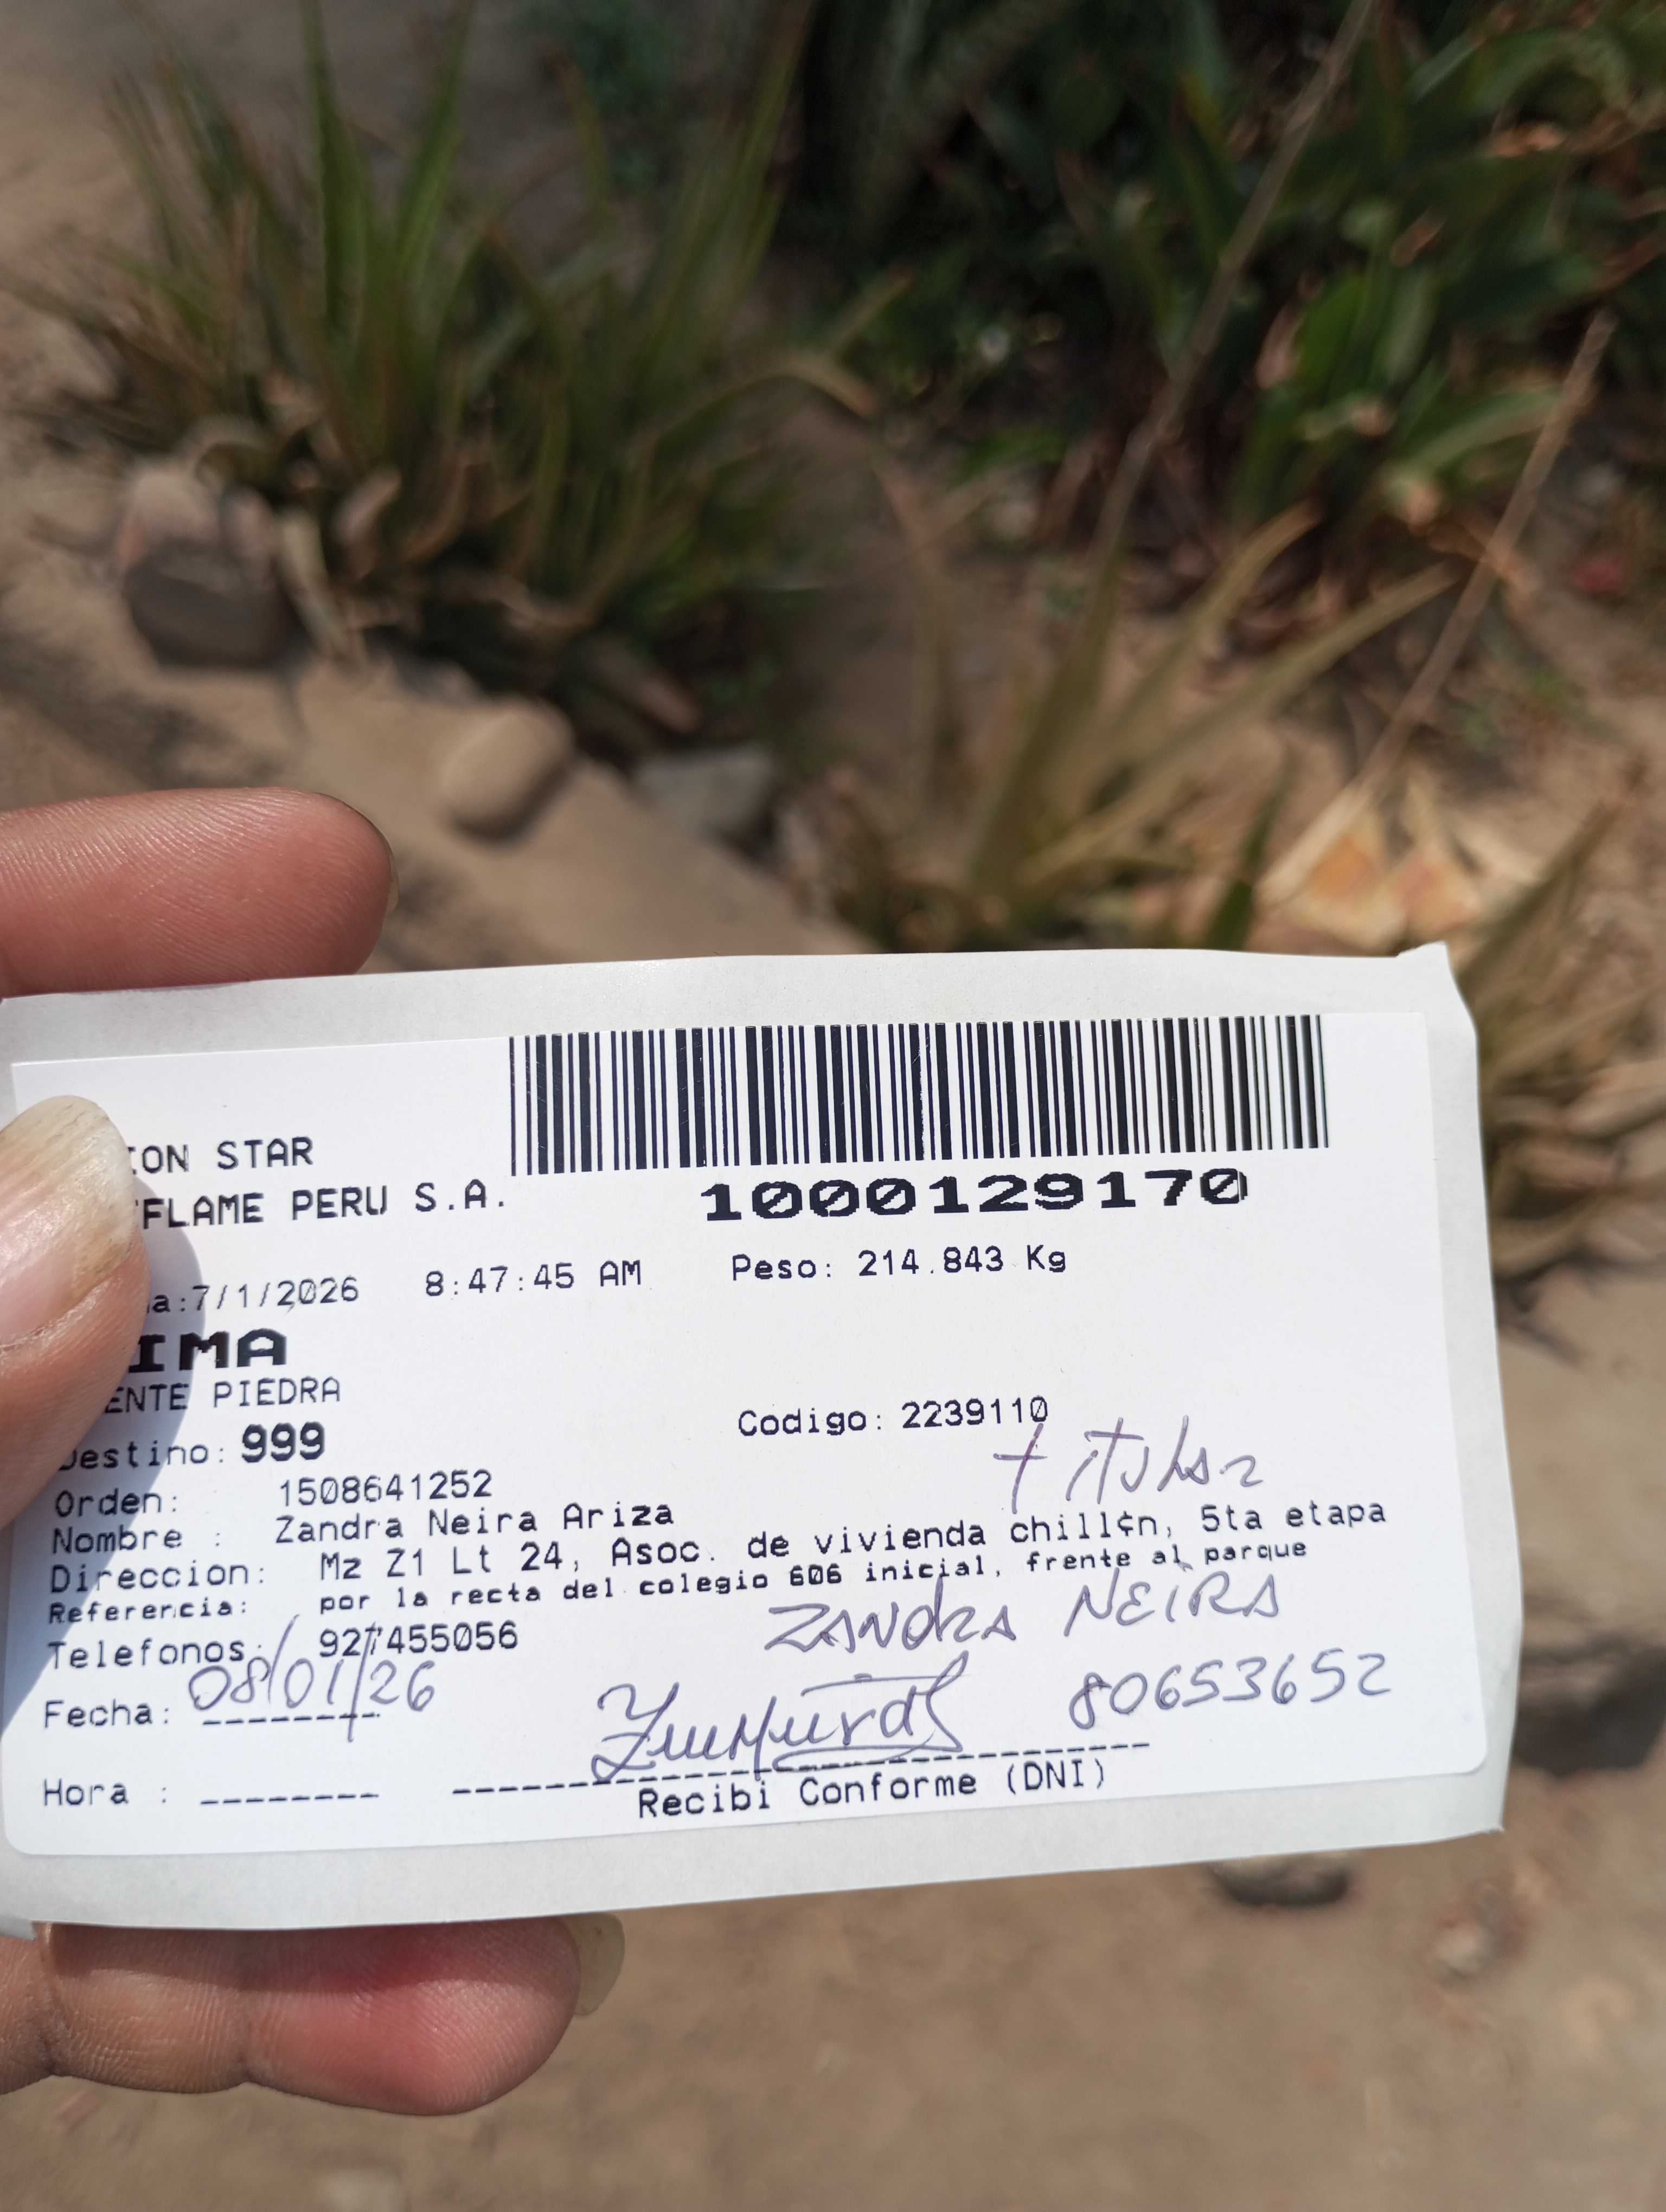 ION STAR
FLAME PERU S.A.
1000129170
a:7/1/2026 8:47:45 AM Peso: 214.843 Kg
IMA
ENTE PIEDRA
Destino: 999 Codigo: 2239110
titular
Orden: 1508641252
Nombre : Zandra Neira Ariza
Direccion: Mz Z1 Lt 24, Asoc. de vivienda chill¢n, 5ta etapa
Referencia: por la recta del colegio 606 inicial, frente al parque
Telefonos: 927455056 ZANDRA NEIRA
Fecha: 08/01/26 80653652
Hora :
Recibi Conforme (DNI)